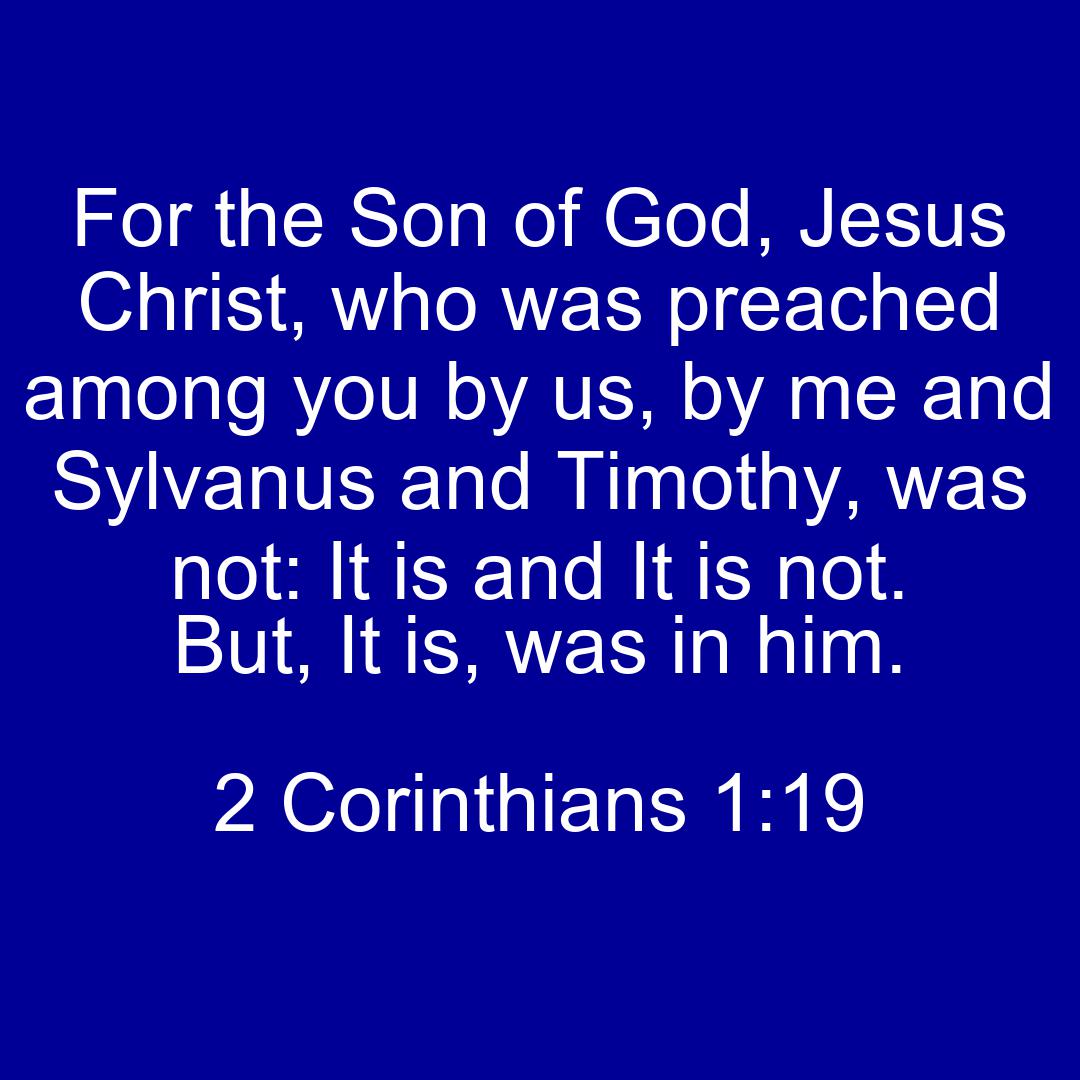 For the Son of God, Jesus
Christ, who was preached
among you by us, by me and
Sylvanus and Timothy, was
not: It is and It is not.
But, It is, was in him.
2 Corinthians 1:19